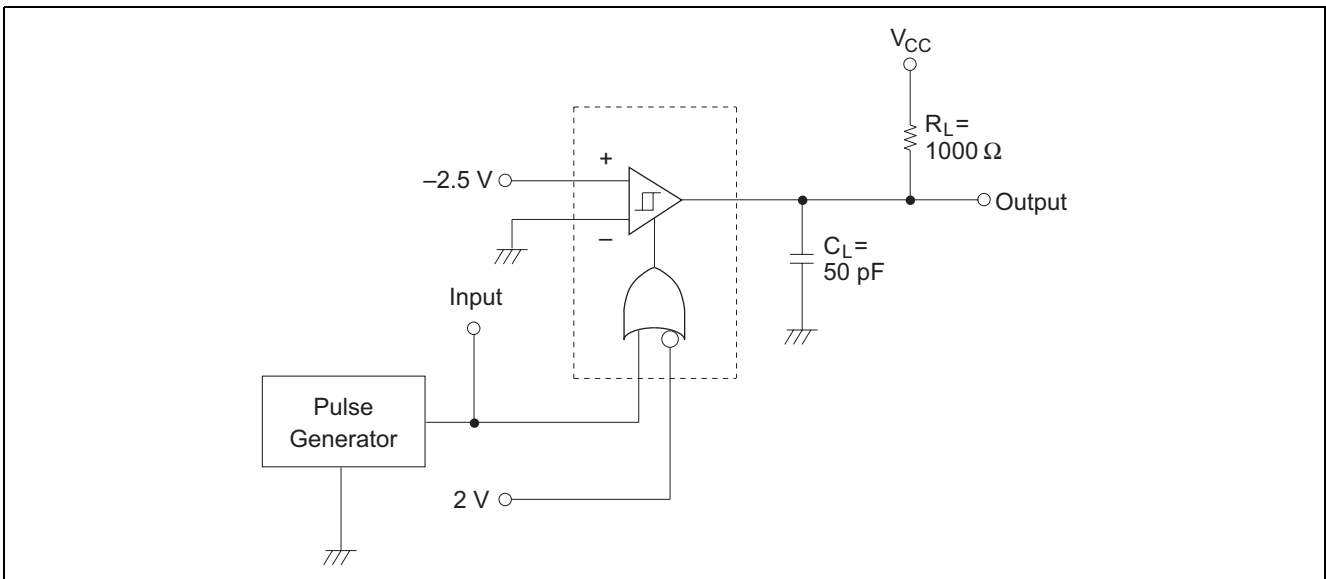 V_CC
R_L=
1000 Ω
+
–2.5 V
Output
–
C_L=
50 pF
Input
Pulse
Generator
2 V